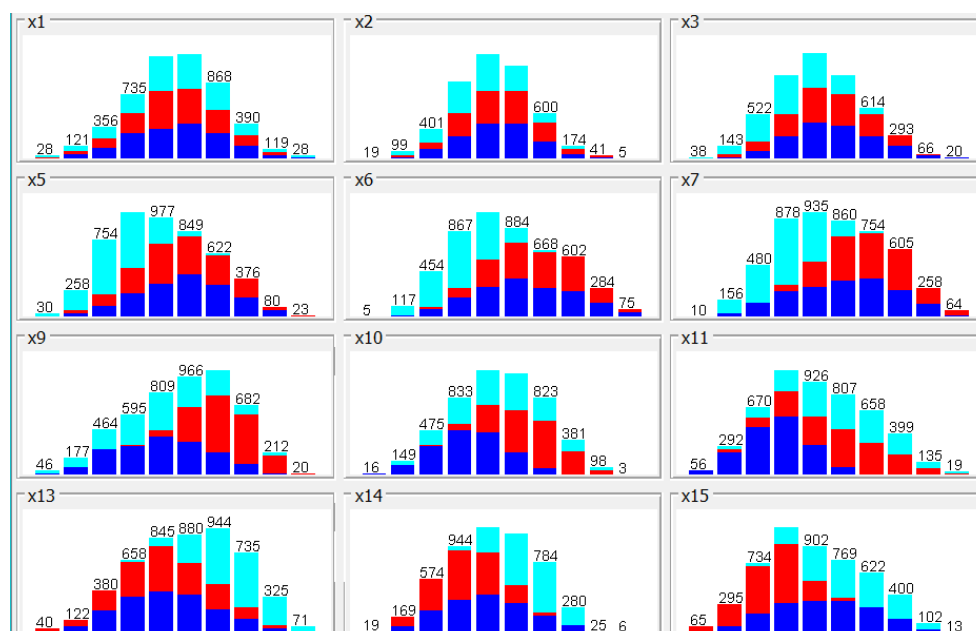 x1
x2
x3
28 121 356 735 868 390 119 28
19 99 401 600 174 41 5
38 143 522 614 293 66 20
x5
x6
x7
30 258 754 977 849 622 376 80 23
5 117 454 867 884 668 602 284 75
10 156 480 878 935 860 754 605 258 64
x9
x10
x11
46 177 464 595 809 966 682 212 20
16 149 475 833 823 381 98 3
56 292 670 926 807 658 399 135 19
x13
x14
x15
40 122 380 658 845 880 944 735 325 71
19 169 574 944 784 280 25 6
65 295 734 902 769 622 400 102 13